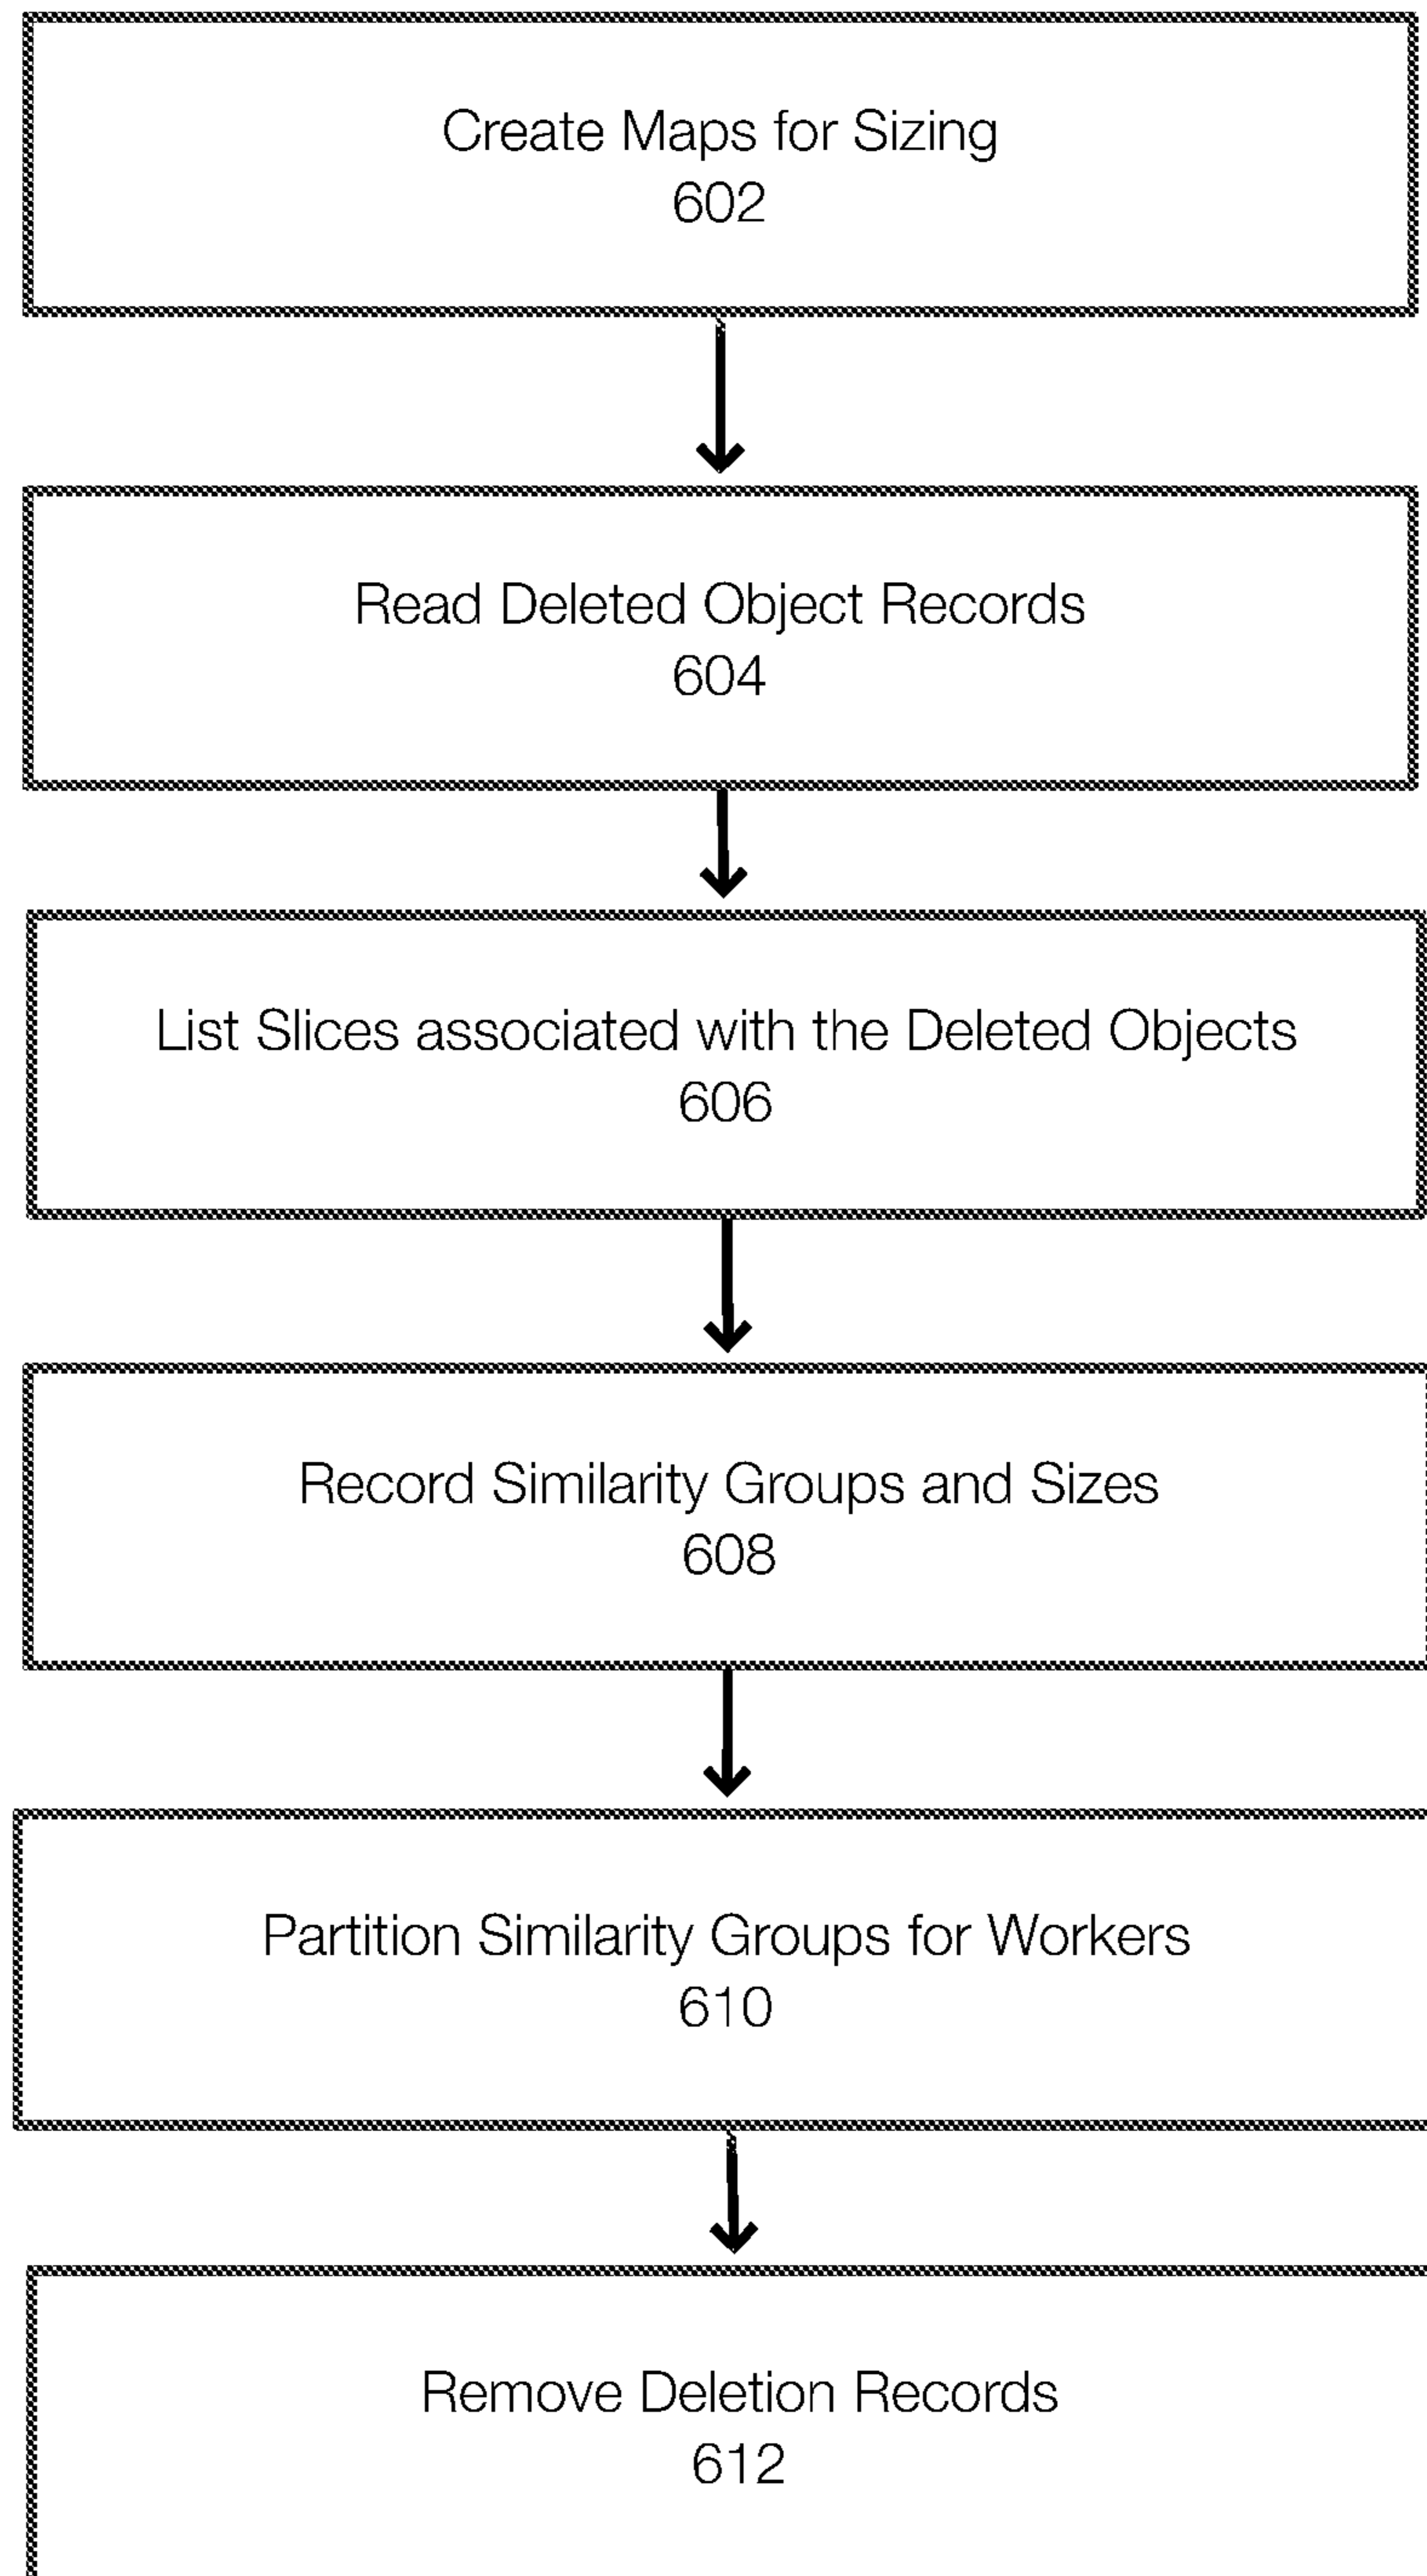 Create Maps for Sizing
602
Read Deleted Object Records
604
List Slices associated with the Deleted Objects
606
Record Similarity Groups and Sizes
608
Partition Similarity Groups for Workers
610
Remove Deletion Records
612